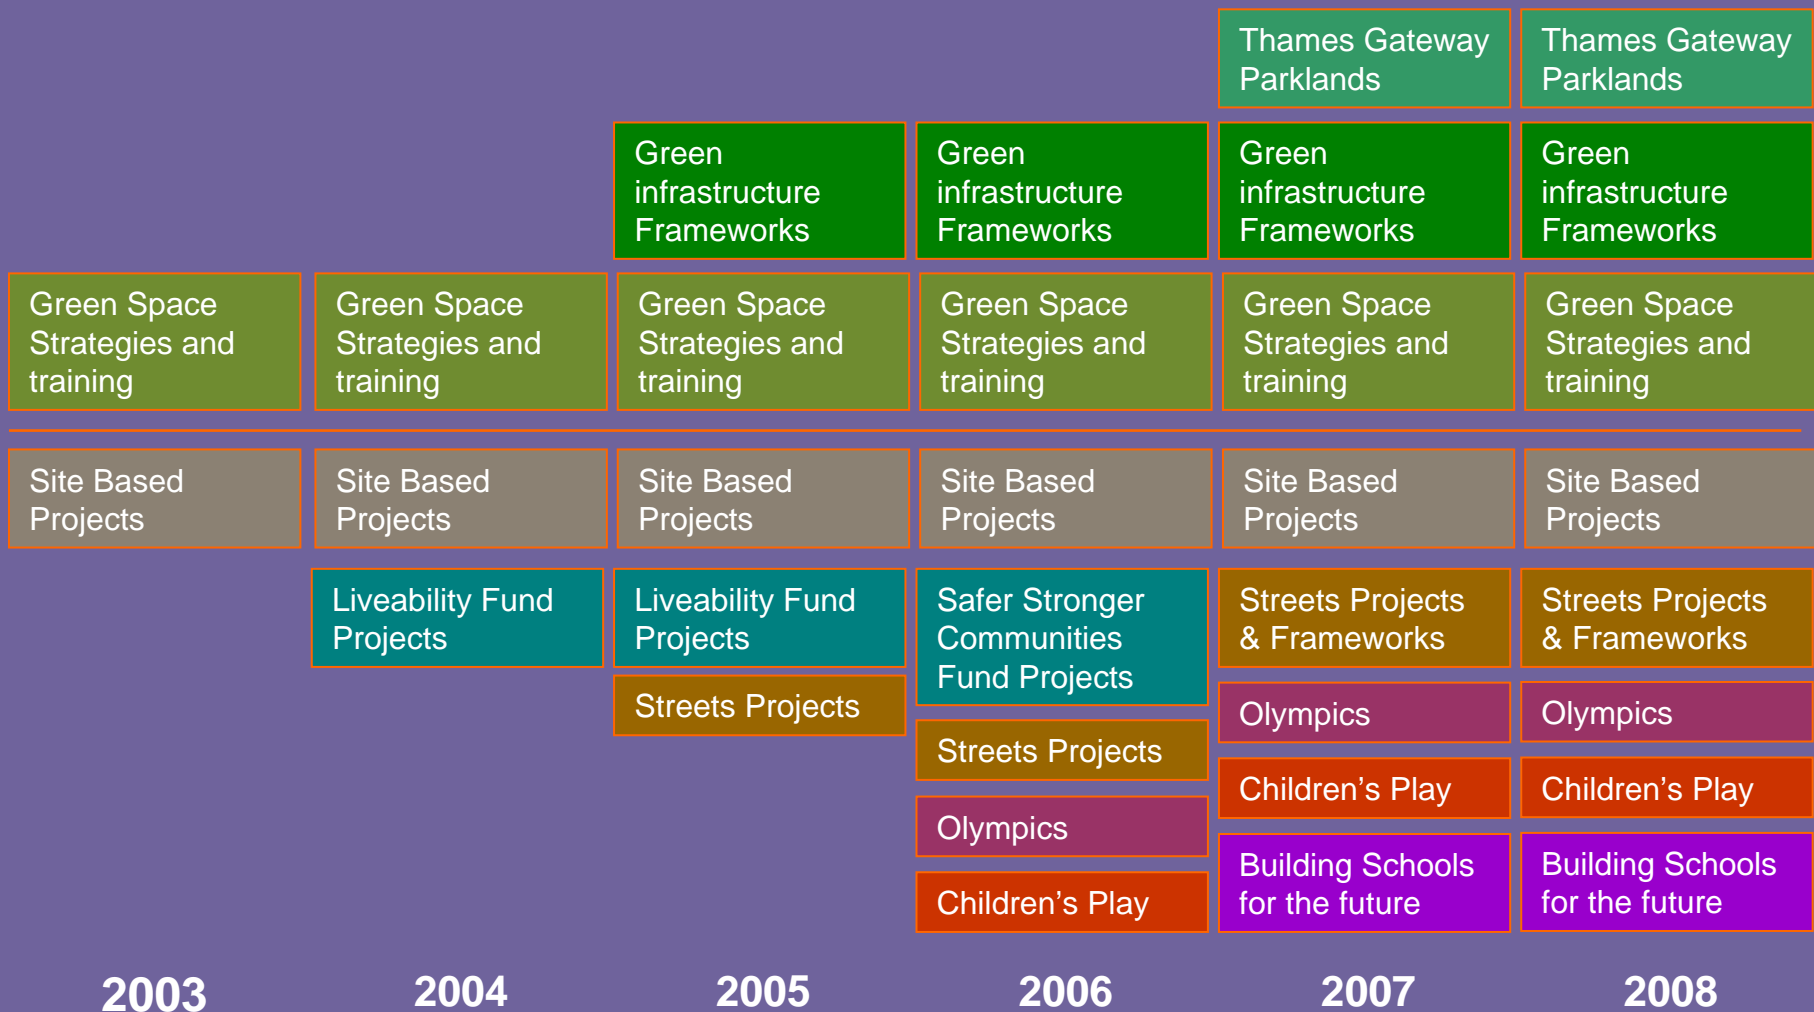 Thames Gateway
Parklands
Thames Gateway
Parklands
Green
infrastructure
Frameworks
Green
infrastructure
Frameworks
Green
infrastructure
Frameworks
Green
infrastructure
Frameworks
Green Space
Strategies and
training
Green Space
Strategies and
training
Green Space
Strategies and
training
Green Space
Strategies and
training
Green Space
Strategies and
training
Green Space
Strategies and
training
Site Based
Projects
Site Based
Projects
Site Based
Projects
Site Based
Projects
Site Based
Projects
Site Based
Projects
Liveability Fund
Projects
Liveability Fund
Projects
Safer Stronger
Communities
Fund Projects
Streets Projects
& Frameworks
Streets Projects
& Frameworks
Streets Projects
Streets Projects
Olympics
Olympics
Olympics
Children’s Play
Children’s Play
Children’s Play
Building Schools
for the future
Building Schools
for the future
2003
2004
2005
2006
2007
2008